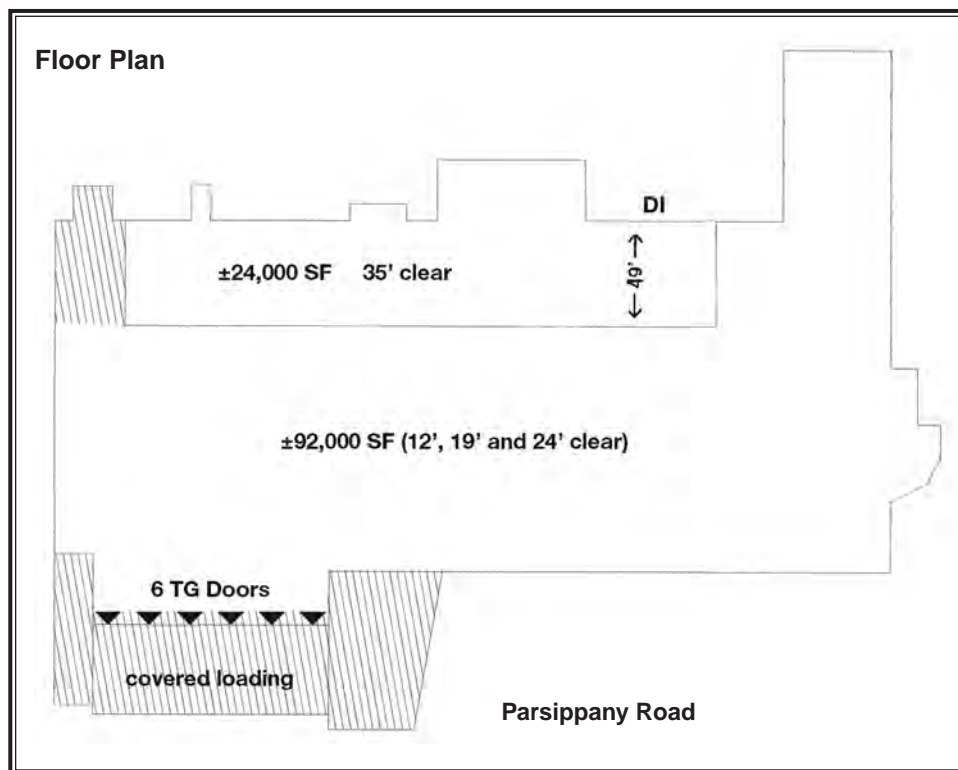 Floor Plan
DI
±24,000 SF 35’ clear
49’
±92,000 SF (12’, 19’ and 24’ clear)
6 TG Doors
covered loading
Parsippany Road